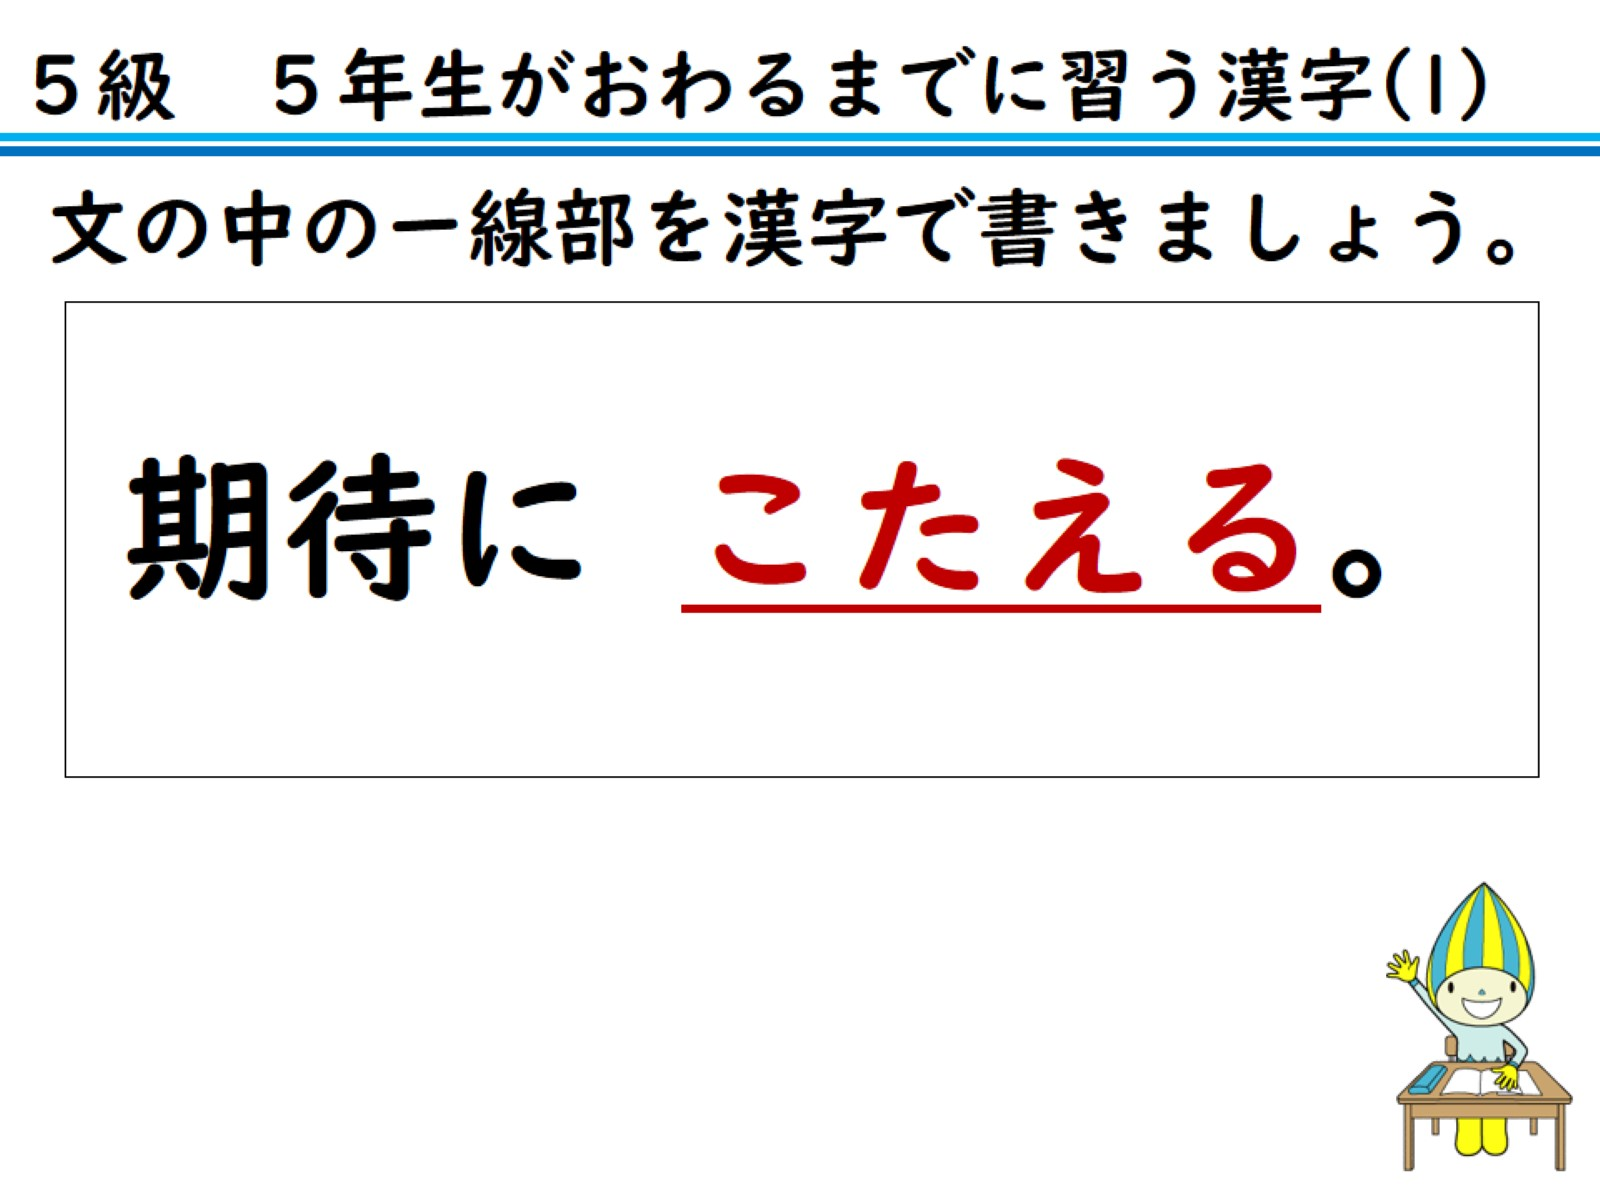 ５級　５年生がおわるまでに習う漢字(1)
文の中の一線部を漢字で書きましょう。
期待に　こたえる。